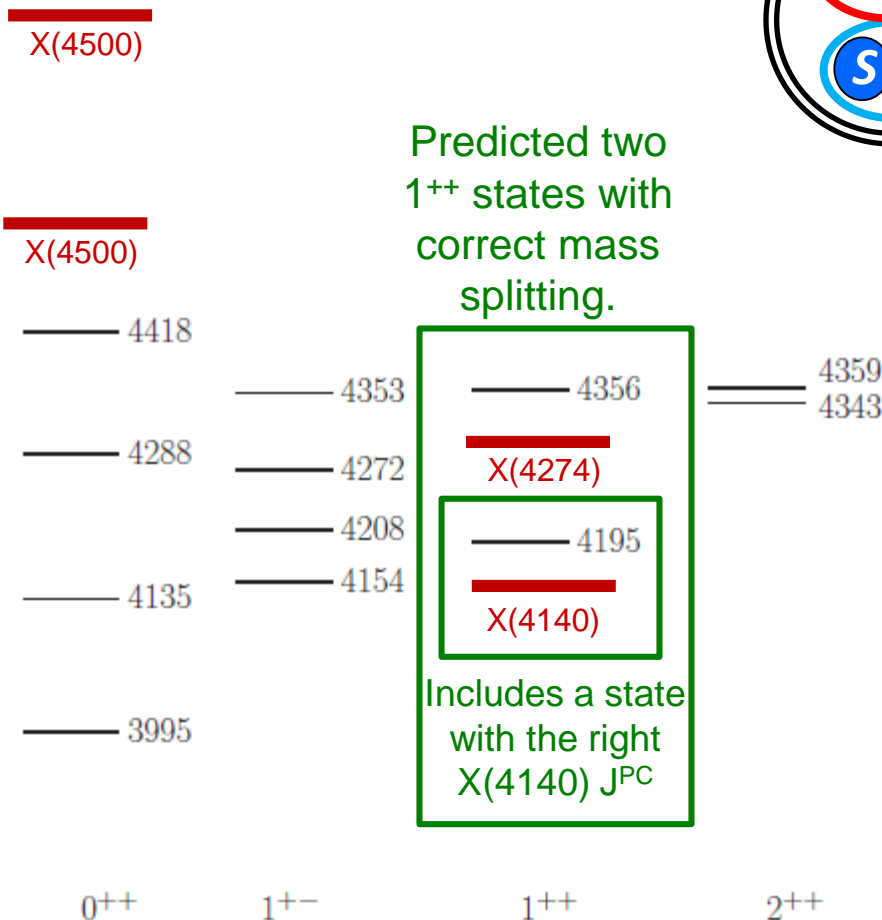 X(4500)
S
Predicted two
1++ states with
correct mass
splitting.
X(4500)
4418
4288
4135
3995
4353
4272
4208
4154
4356
X(4274)
4195
X(4140)
Includes a state
with the right
X(4140) JPC
4359
4343
0++ 1+- 1++ 2++